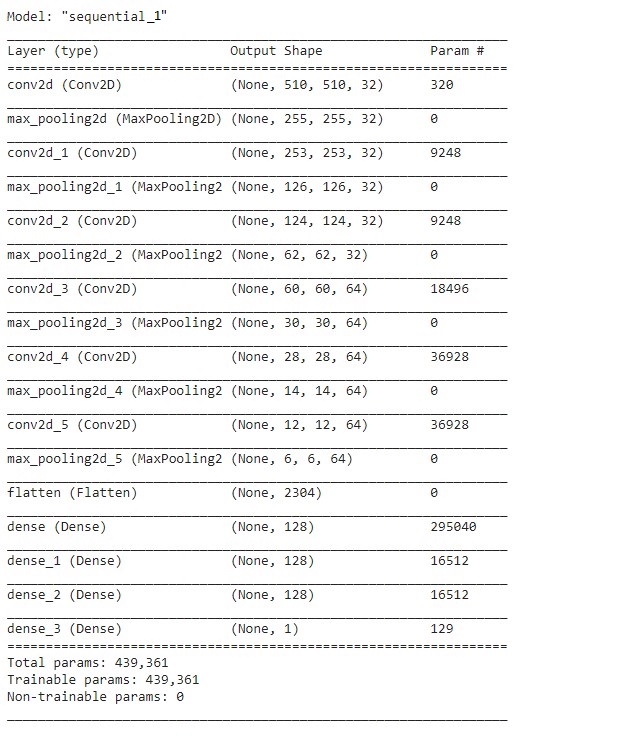 Model: "sequential_1"
Layer (type) Output Shape Param #
conv2d (Conv2D) (None, 510, 510, 32) 320
max_pooling2d (MaxPooling2D) (None, 255, 255, 32) 0
conv2d_1 (Conv2D) (None, 253, 253, 32) 9248
max_pooling2d_1 (MaxPooling2 (None, 126, 126, 32) 0
conv2d_2 (Conv2D) (None, 124, 124, 32) 9248
max_pooling2d_2 (MaxPooling2 (None, 62, 62, 32) 0
conv2d_3 (Conv2D) (None, 60, 60, 64) 18496
max_pooling2d_3 (MaxPooling2 (None, 30, 30, 64) 0
conv2d_4 (Conv2D) (None, 28, 28, 64) 36928
max_pooling2d_4 (MaxPooling2 (None, 14, 14, 64) 0
conv2d_5 (Conv2D) (None, 12, 12, 64) 36928
max_pooling2d_5 (MaxPooling2 (None, 6, 6, 64) 0
flatten (Flatten) (None, 2304) 0
dense (Dense) (None, 128) 295040
dense_1 (Dense) (None, 128) 16512
dense_2 (Dense) (None, 128) 16512
dense_3 (Dense) (None, 1) 129
Total params: 439,361
Trainable params: 439,361
Non-trainable params: 0